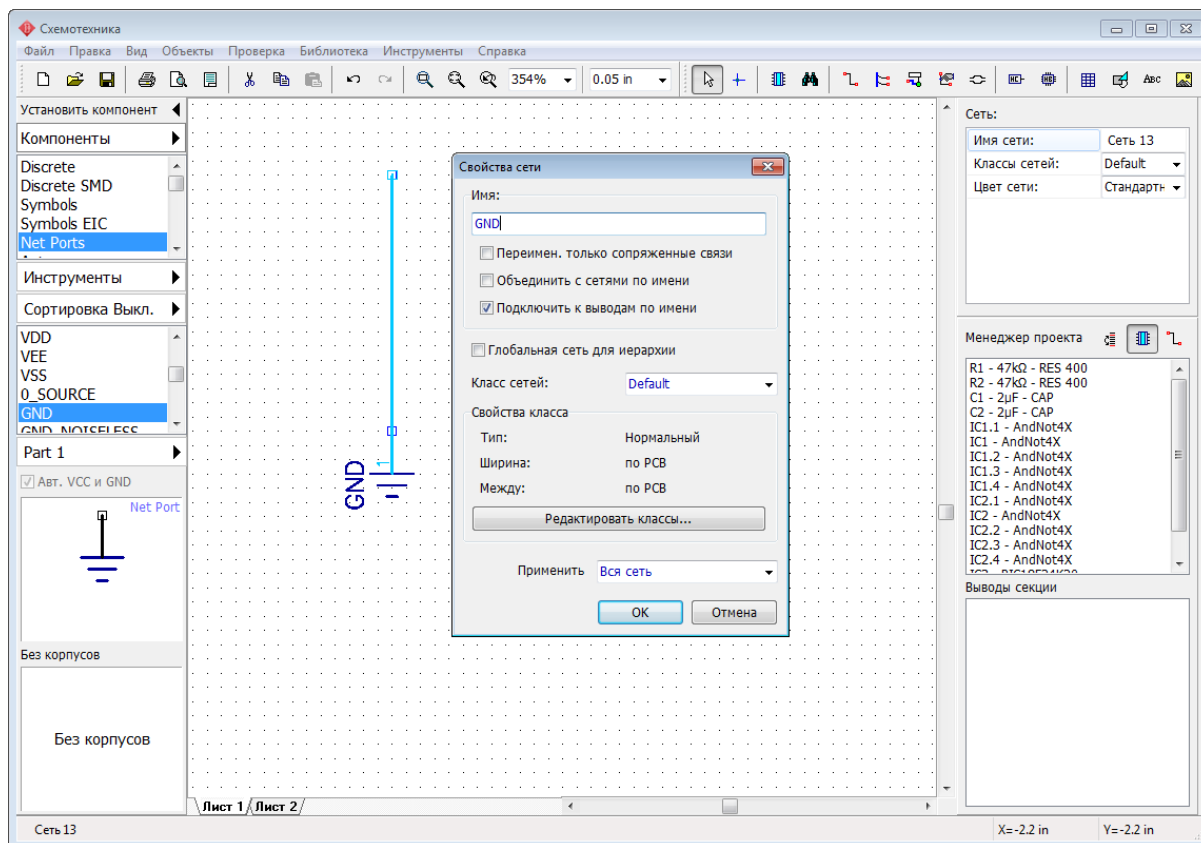 Схемотехника
Файл Правка Вид Объекты Проверка Библиотека Инструменты Справка
354% 0.05 in ABC
Установить компонент
Компоненты
Discrete
Discrete SMD
Symbols
Symbols EIC
Net Ports
Инструменты
Сортировка Выкл.
VDD
VEE
VSS
0_SOURCE
GND
GND_NOISELESS
Part 1
Авт. VCC и GND
Net Port
Без корпусов
Без корпусов
GND
1
Лист 1 Лист 2
Свойства сети
Имя:
GND
Переимен. только сопряженные связи
Объединить с сетями по имени
Подключить к выводам по имени
Глобальная сеть для иерархии
Класс сетей: Default
Свойства класса
Тип: Нормальный
Ширина: по PCB
Между: по PCB
Редактировать классы...
Применить Вся сеть
OK Отмена
Сеть:
Имя сети: Сеть 13
Классы сетей: Default
Цвет сети: Стандартн
Менеджер проекта
R1 - 47kΩ - RES 400
R2 - 47kΩ - RES 400
C1 - 2µF - CAP
C2 - 2µF - CAP
IC1.1 - AndNot4X
IC1 - AndNot4X
IC1.2 - AndNot4X
IC1.3 - AndNot4X
IC1.4 - AndNot4X
IC2.1 - AndNot4X
IC2 - AndNot4X
IC2.2 - AndNot4X
IC2.3 - AndNot4X
IC2.4 - AndNot4X
Выводы секции
Сеть 13
X=-2.2 in Y=-2.2 in